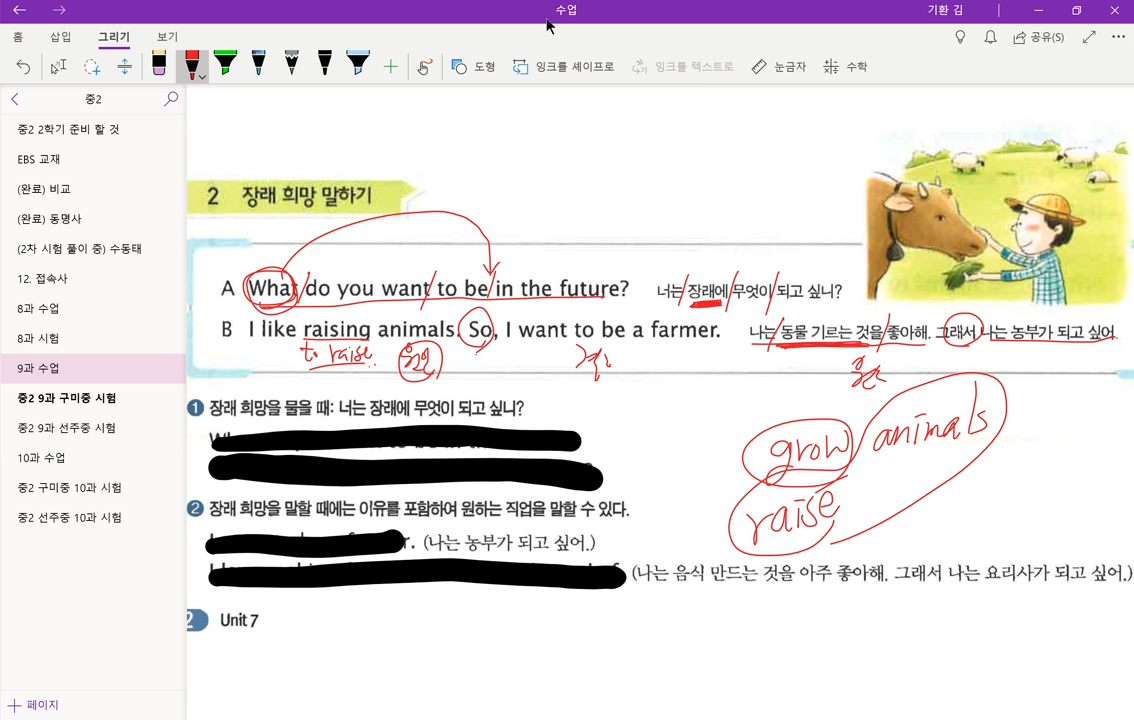 수업
기환 김
홈 삽입 그리기 보기
공유(S)
도형 잉크를 셰이프로 잉크를 텍스트로 눈금자 수학
중2
중2 2학기 준비 할 것
EBS 교재
(완료) 비교
(완료) 동명사
(2차 시험 풀이 중) 수동태
12. 접속사
8과 수업
8과 시험
9과 수업
중2 9과 구미중 시험
중2 9과 선주중 시험
10과 수업
중2 구미중 10과 시험
중2 선주중 10과 시험
페이지
2 장래 희망 말하기
A What do you want to be in the future? 너는 장래에 무엇이 되고 싶니?
B I like raising animals. So, I want to be a farmer. 나는 동물 기르는 것을 좋아해. 그래서 나는 농부가 되고 싶어.
to raise.
1 장래 희망을 물을 때: 너는 장래에 무엇이 되고 싶니?
grow animals
raise
2 장래 희망을 말할 때에는 이유를 포함하여 원하는 직업을 말할 수 있다.
r. (나는 농부가 되고 싶어.)
(나는 음식 만드는 것을 아주 좋아해. 그래서 나는 요리사가 되고 싶어.)
2 Unit 7